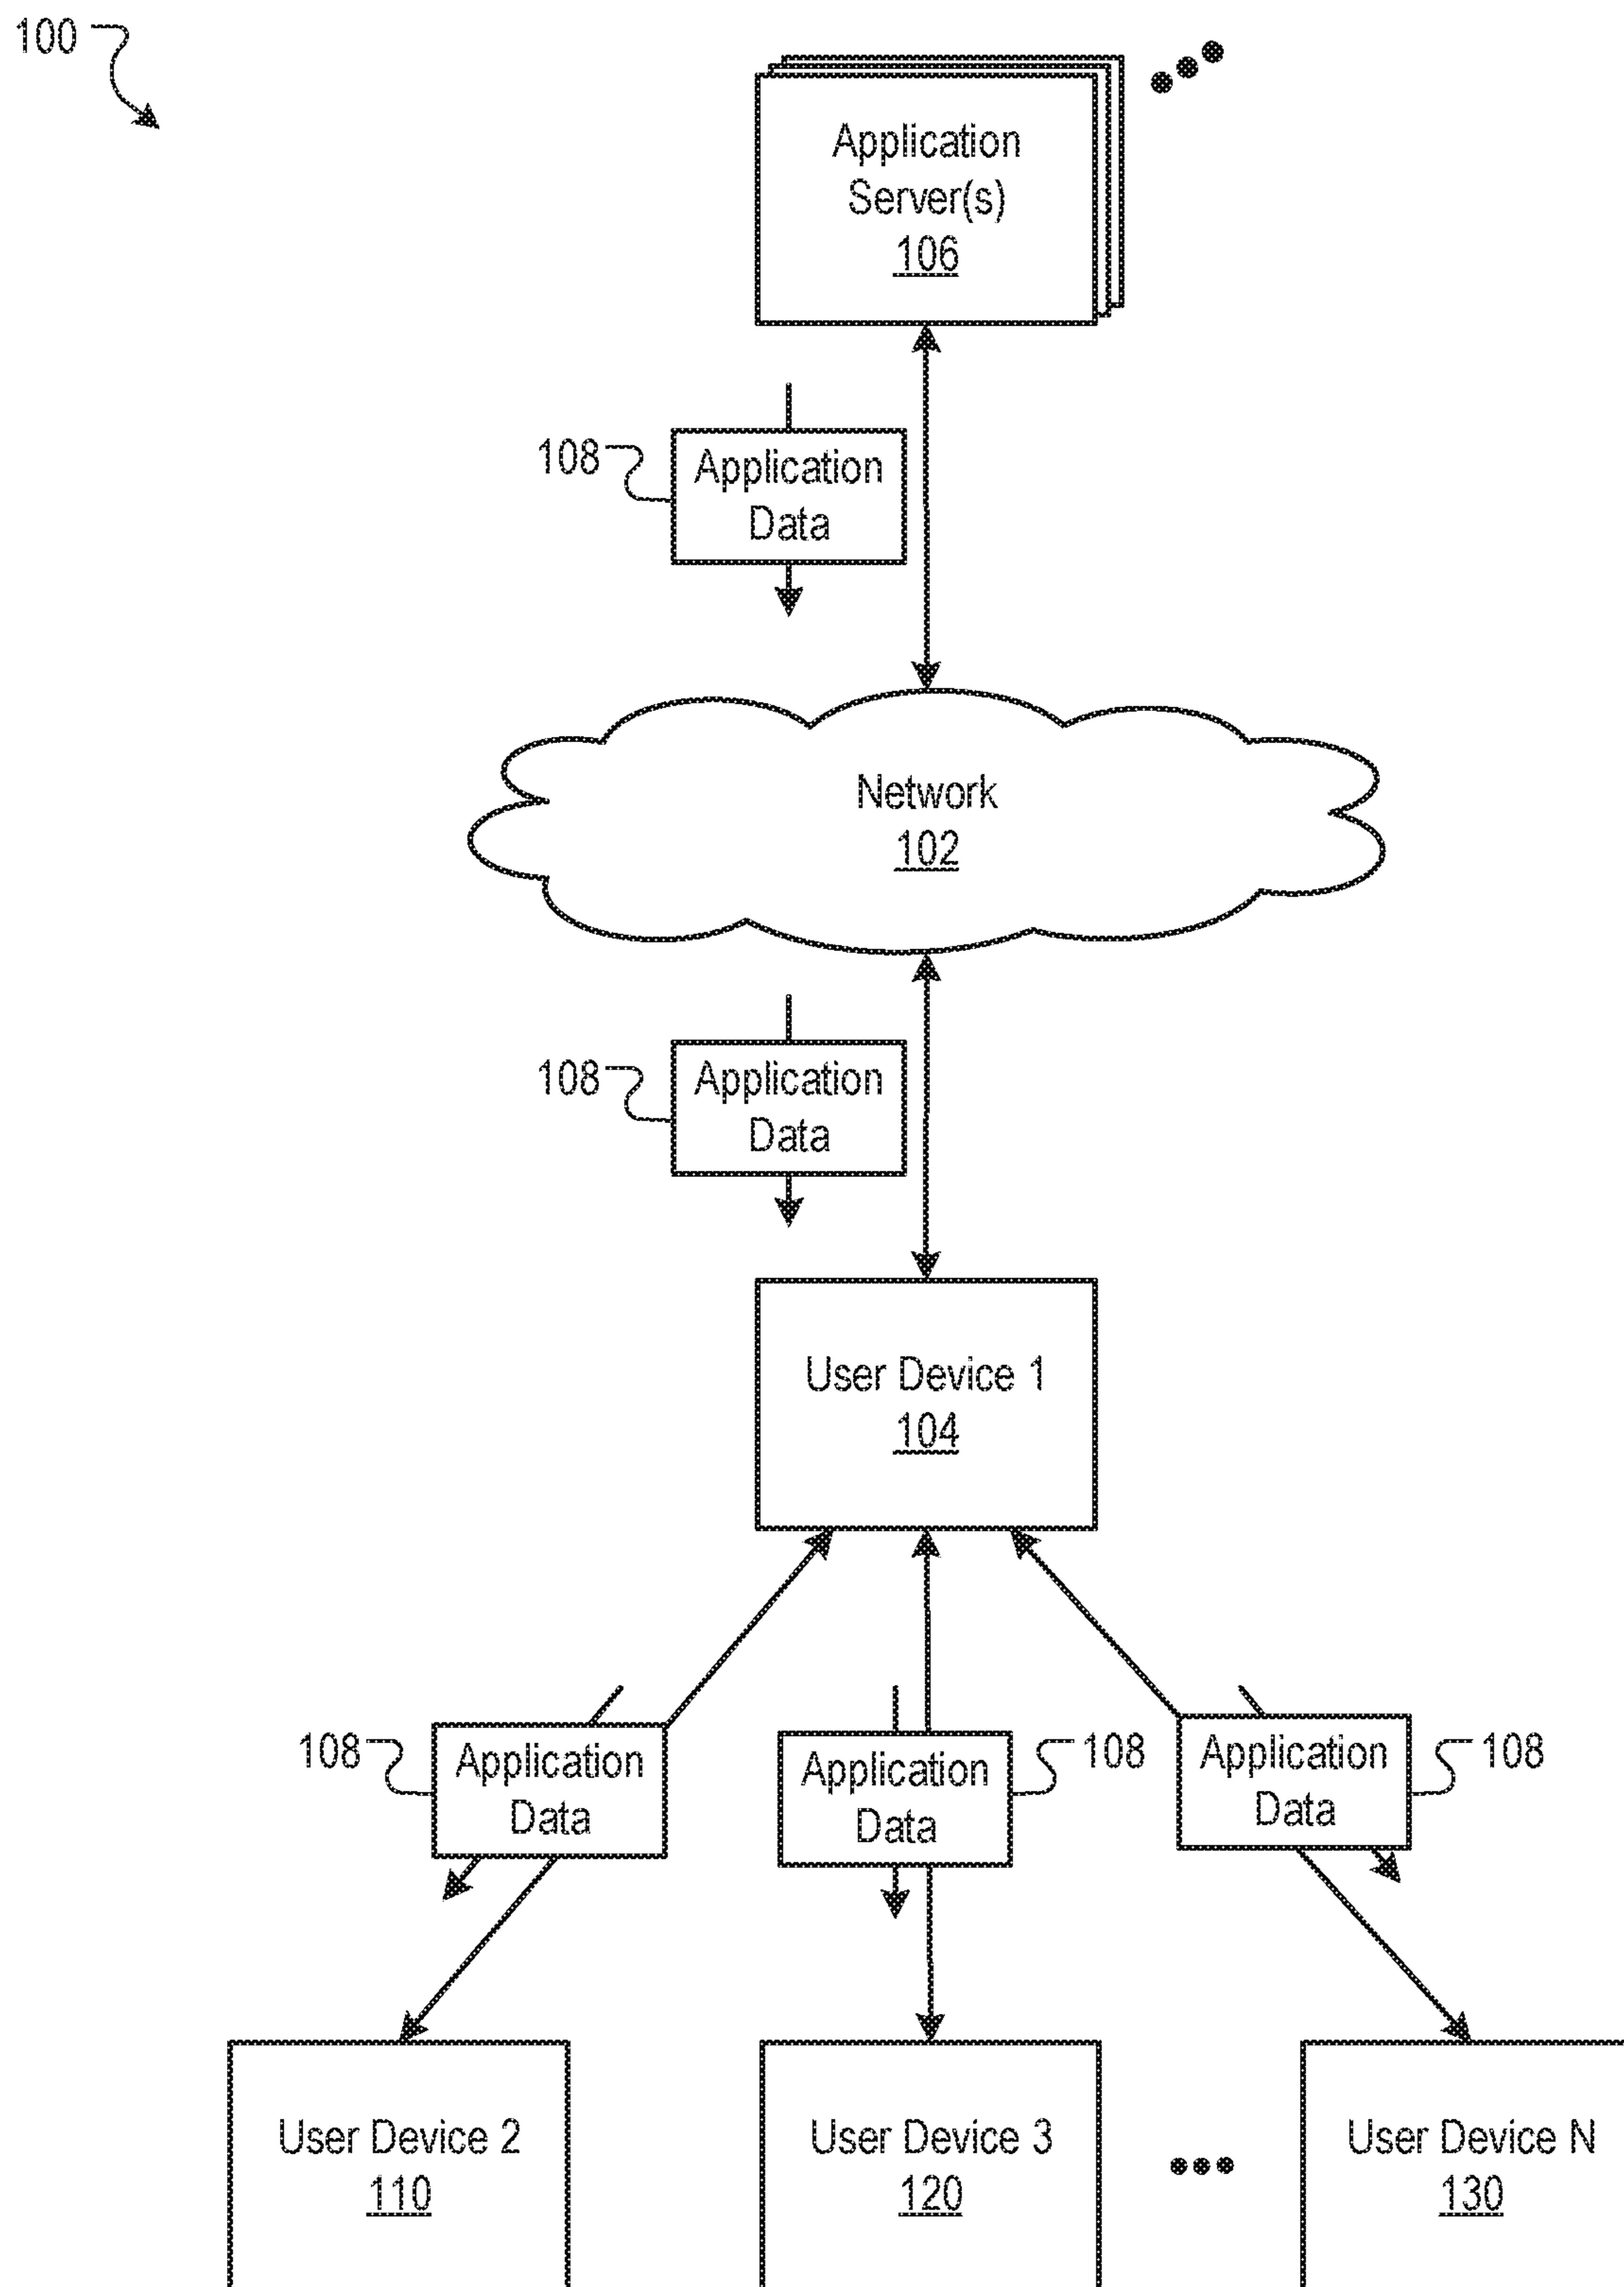 100
Application
Server(s)
106
108
Application
Data
Network
102
108
Application
Data
User Device 1
104
108
Application
Data
Application
Data
108
Application
Data
108
User Device 2
110
User Device 3
120
User Device N
130